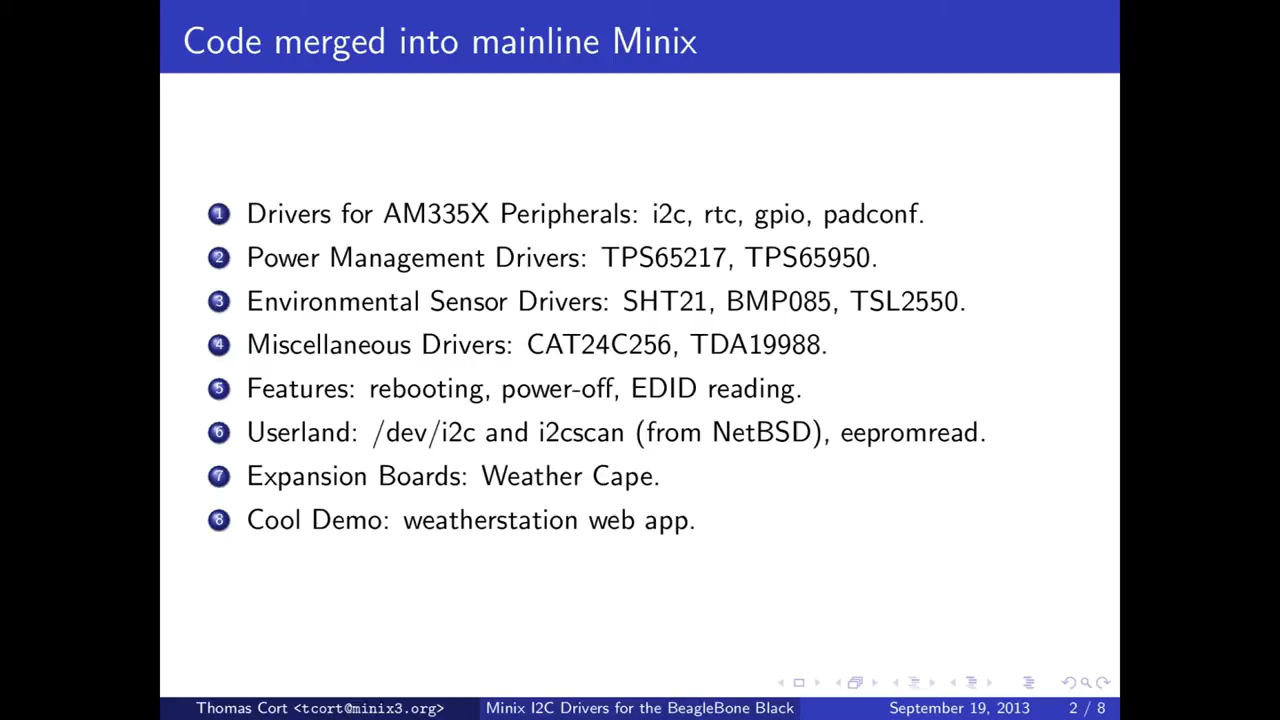 Code merged into mainline Minix
1 Drivers for AM335X Peripherals: i2c, rtc, gpio, padconf.
2 Power Management Drivers: TPS65217, TPS65950.
3 Environmental Sensor Drivers: SHT21, BMP085, TSL2550.
4 Miscellaneous Drivers: CAT24C256, TDA19988.
5 Features: rebooting, power-off, EDID reading.
6 Userland: /dev/i2c and i2cscan (from NetBSD), eepromread.
7 Expansion Boards: Weather Cape.
8 Cool Demo: weatherstation web app.
Thomas Cort <tcort@minix3.org> Minix I2C Drivers for the BeagleBone Black September 19, 2013 2 / 8